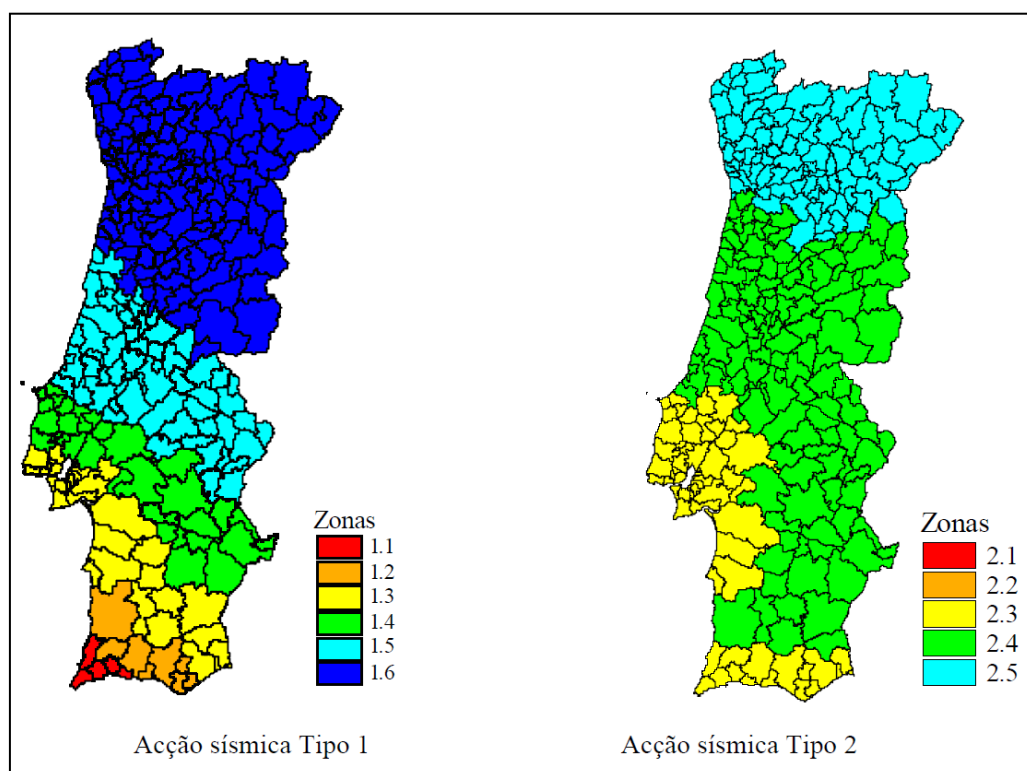 Zonas
1.1
1.2
1.3
1.4
1.5
1.6
Acção sísmica Tipo 1
Zonas
2.1
2.2
2.3
2.4
2.5
Acção sísmica Tipo 2